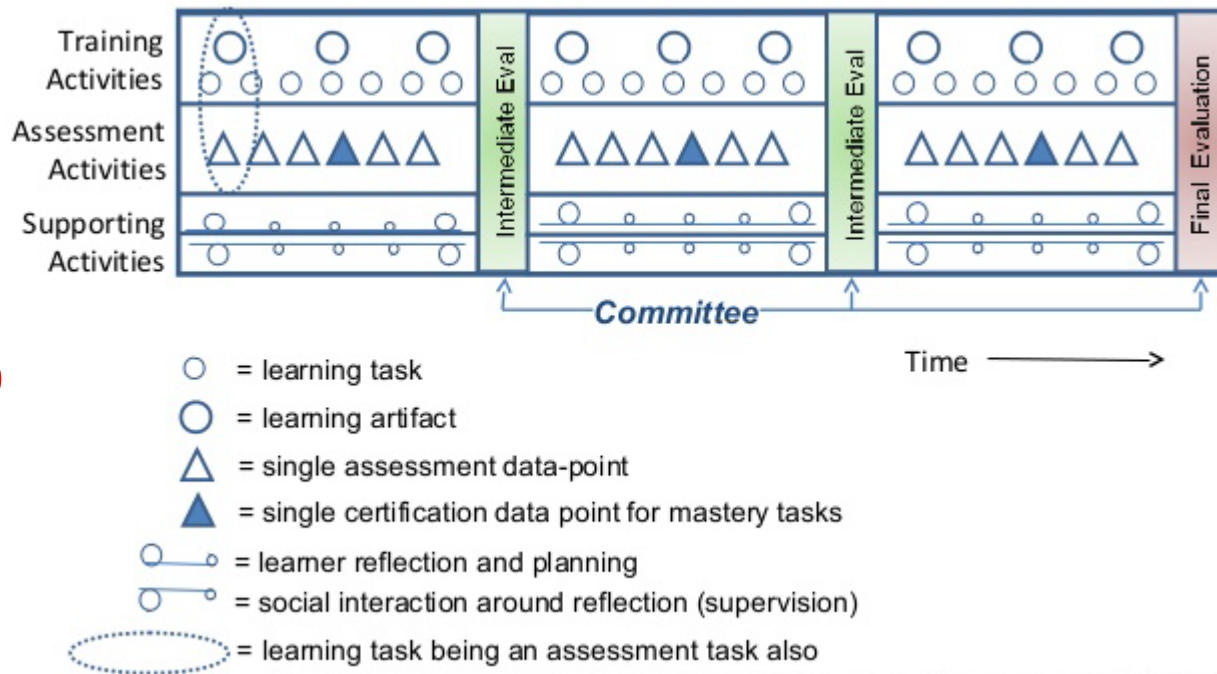 Training
Activities
Assessment
Activities
Supporting
Activities
Intermediate Eval
Intermediate Eval
Final Evaluation
Committee
Time
= learning task
= learning artifact
= single assessment data-point
= single certification data point for mastery tasks
= learner reflection and planning
= social interaction around reflection (supervision)
= learning task being an assessment task also